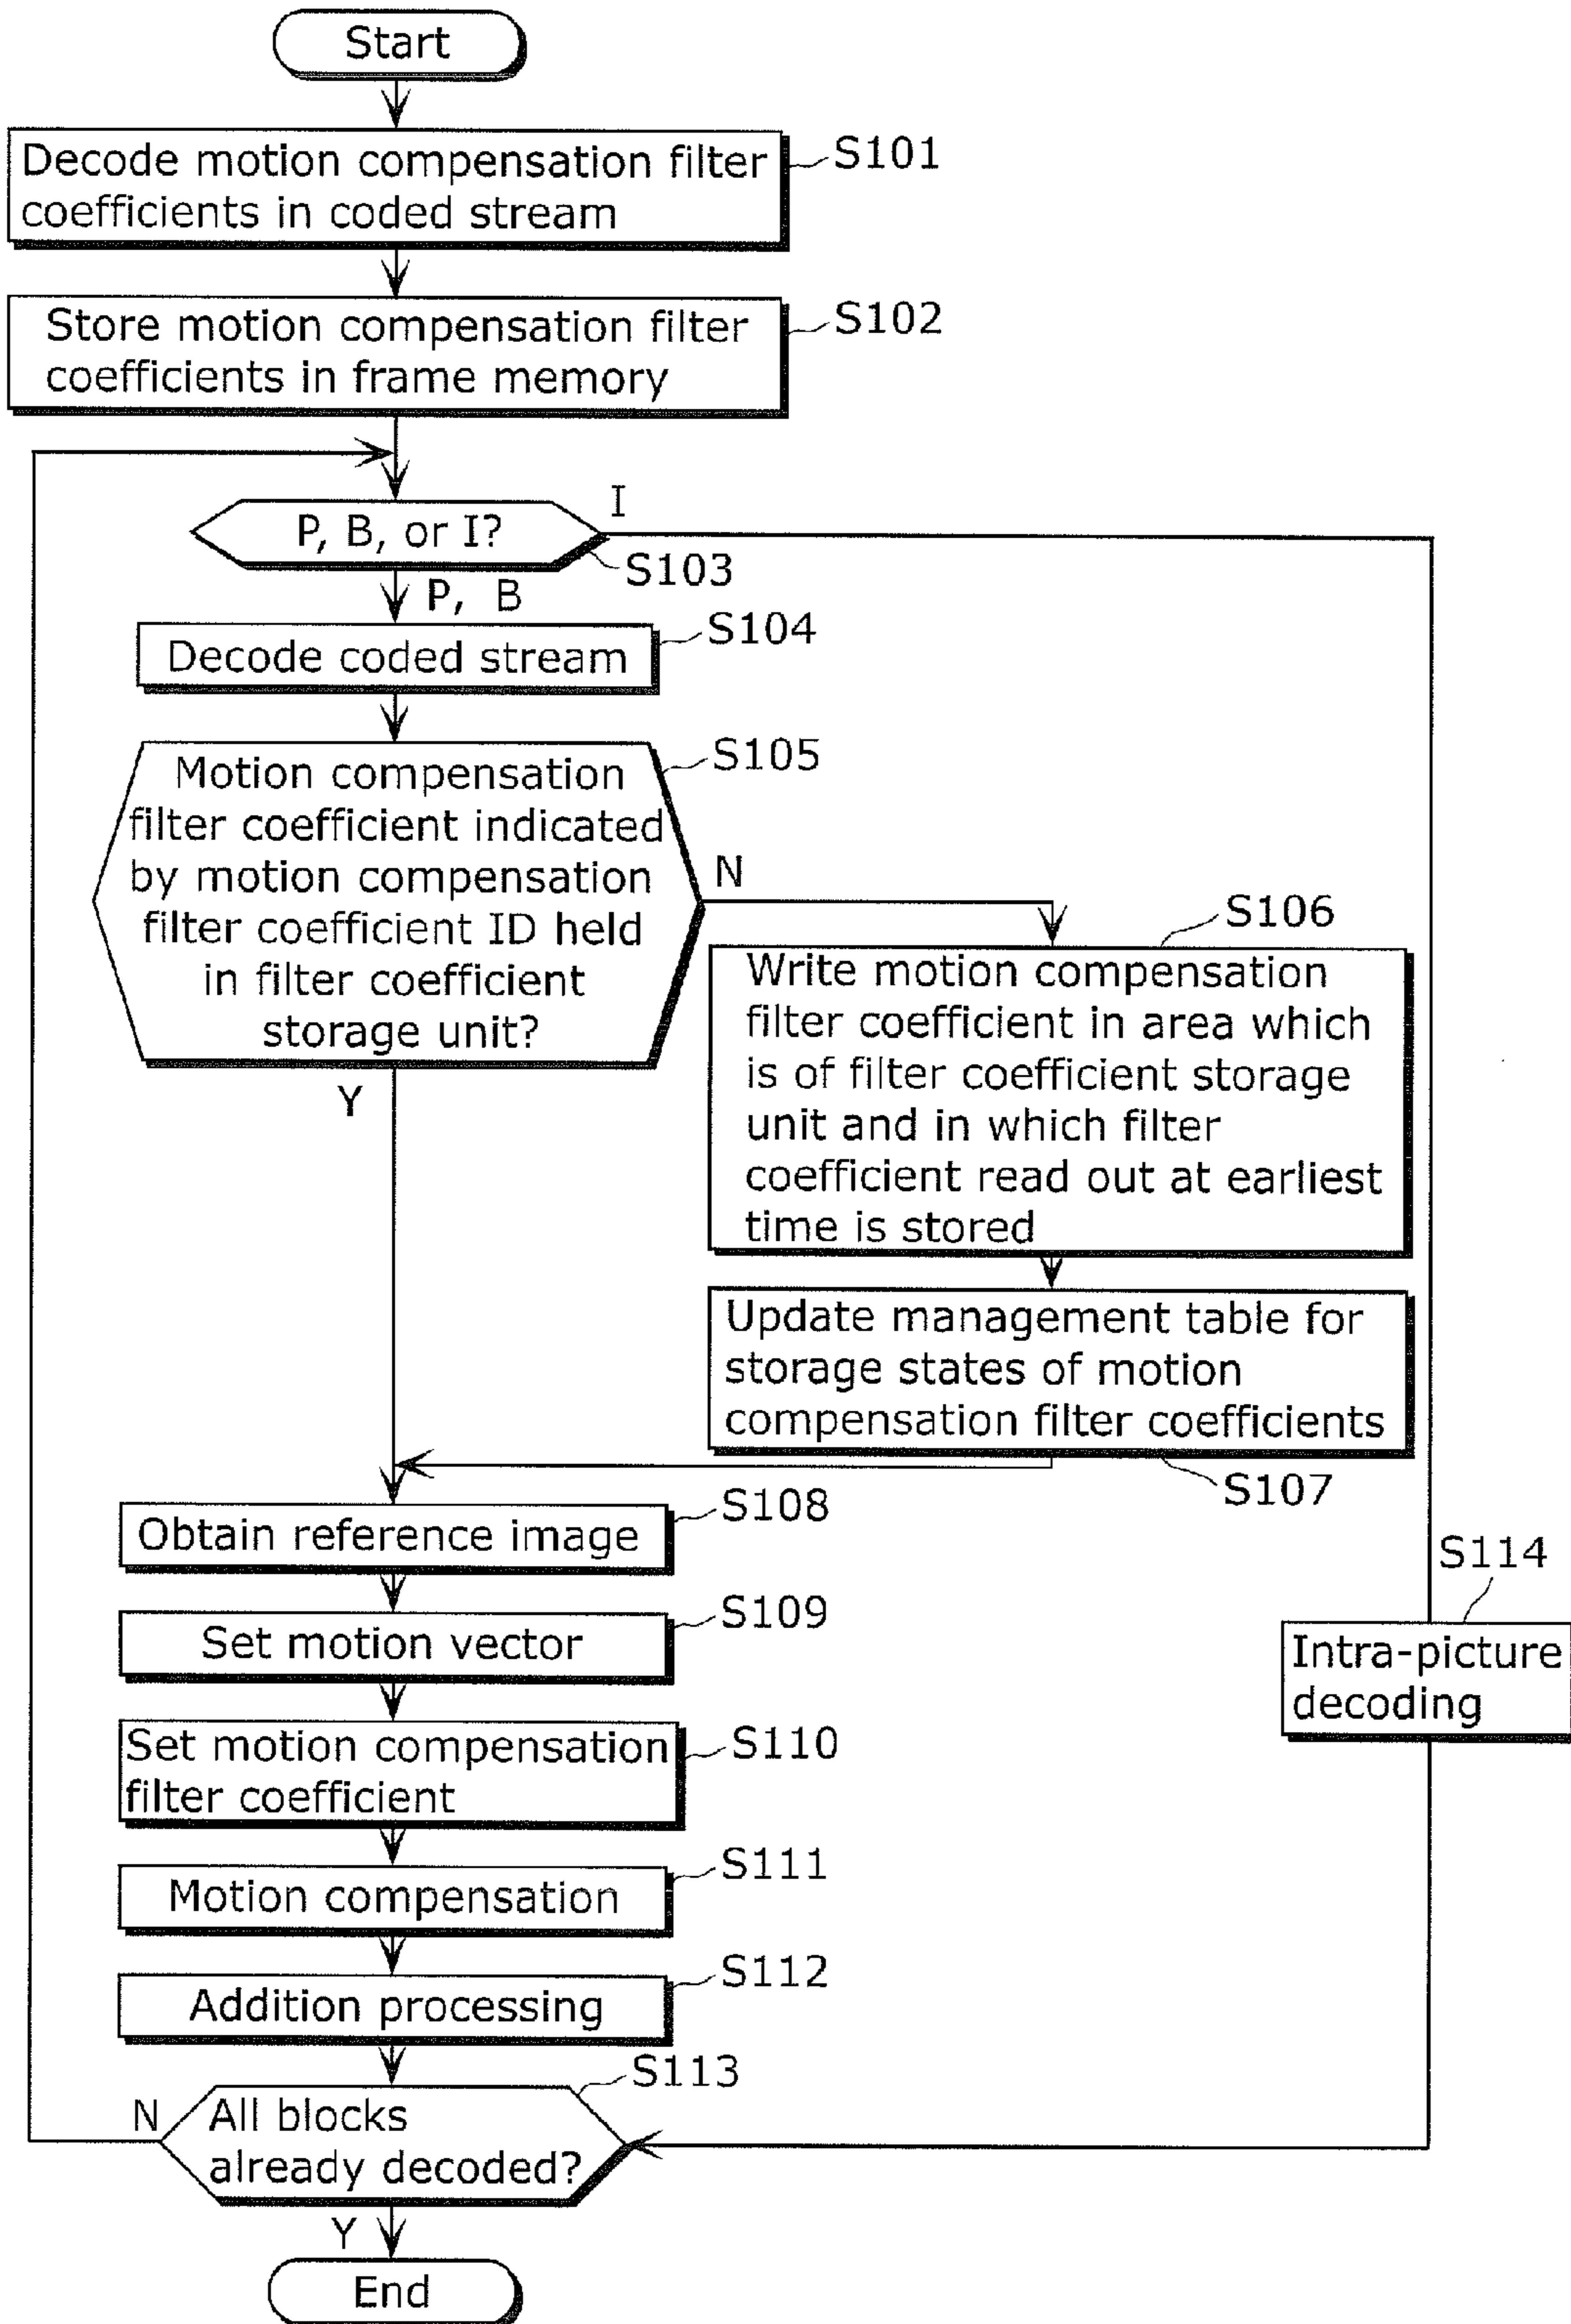 Start
Decode motion compensation filter
coefficients in coded stream
S101
Store motion compensation filter
coefficients in frame memory
S102
P, B, or I?
I
S103
P, B
Decode coded stream
S104
Motion compensation
filter coefficient indicated
by motion compensation
filter coefficient ID held
in filter coefficient
storage unit?
S105
N
Y
S106
Write motion compensation
filter coefficient in area which
is of filter coefficient storage
unit and in which filter
coefficient read out at earliest
time is stored
Update management table for
storage states of motion
compensation filter coefficients
S107
Obtain reference image
S108
Set motion vector
S109
S114
Intra-picture
decoding
Set motion compensation
filter coefficient
S110
Motion compensation
S111
Addition processing
S112
S113
N
All blocks
already decoded?
Y
End